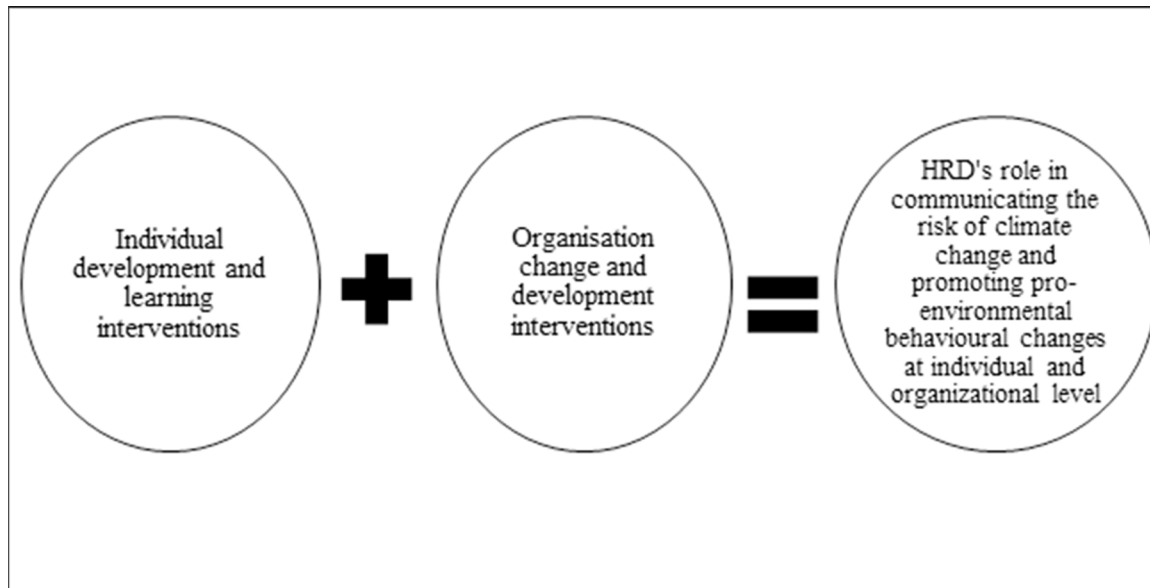 Individual
development and
learning
interventions
Organisation
change and
development
interventions
HRD's role in
communicating the
risk of climate
change and
promoting pro-
environmental
behavioural changes
at individual and
organizational level